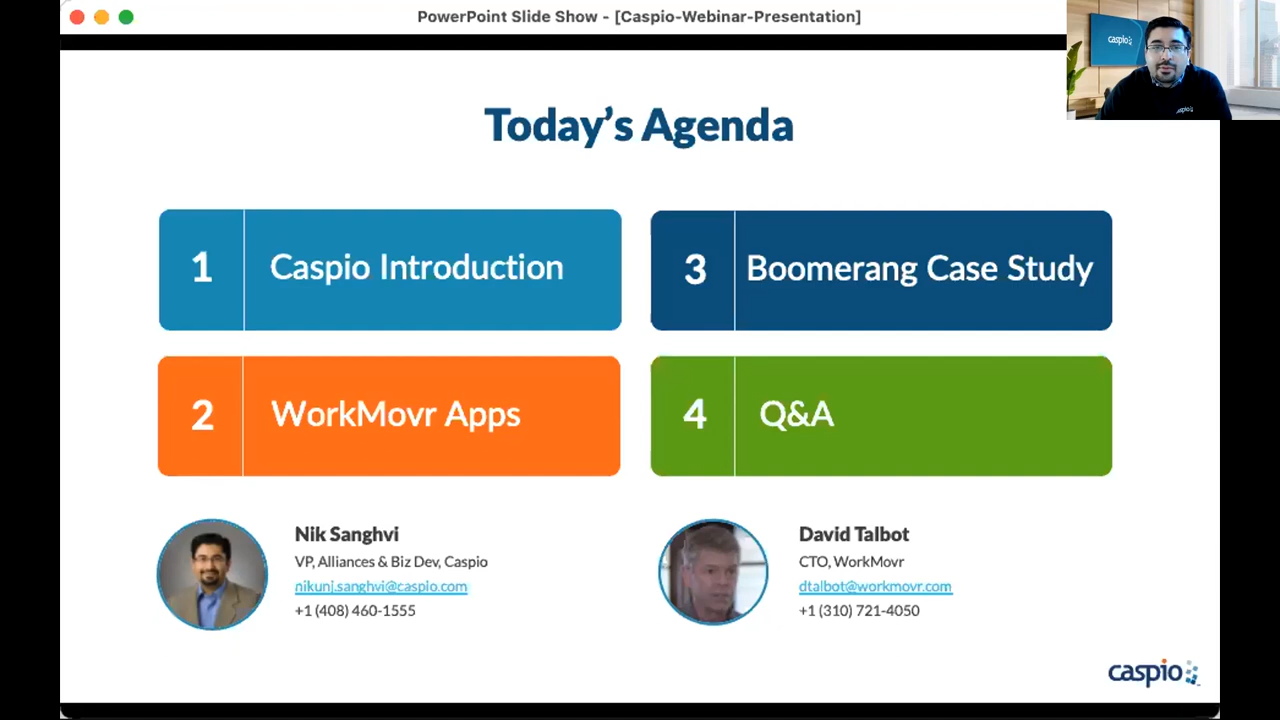 PowerPoint Slide Show - [Caspio-Webinar-Presentation]
caspio
caspio
Today's Agenda
1 Caspio Introduction
3 Boomerang Case Study
2 WorkMovr Apps
4 Q&A
Nik Sanghvi
VP, Alliances & Biz Dev, Caspio
nikunj.sanghvi@caspio.com
+1 (408) 460-1555
David Talbot
CTO, WorkMovr
dtalbot@workmovr.com
+1 (310) 721-4050
caspio